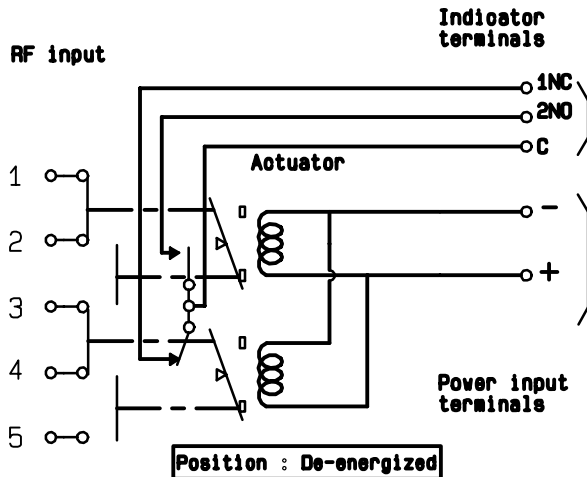 Indicator
terminals
RF input
1NC
2NO
C
Actuator
1
2
3
4
5
-
+
Power input
terminals
Position : De-energized